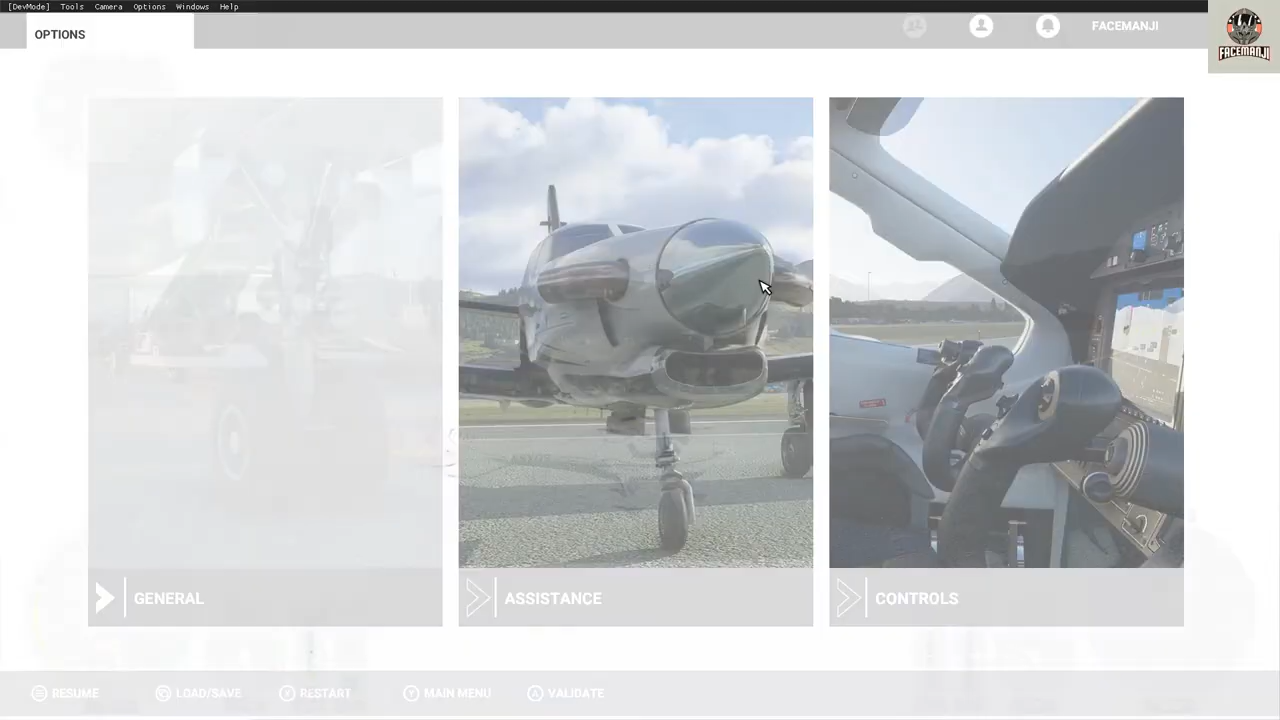 [DevMode] Tools Camera Options Windows Help
OPTIONS
FACEMANJI
FACEMANJI
GENERAL
ASSISTANCE
CONTROLS
RESUME
LOAD/SAVE
RESTART
Y MAIN MENU
A VALIDATE